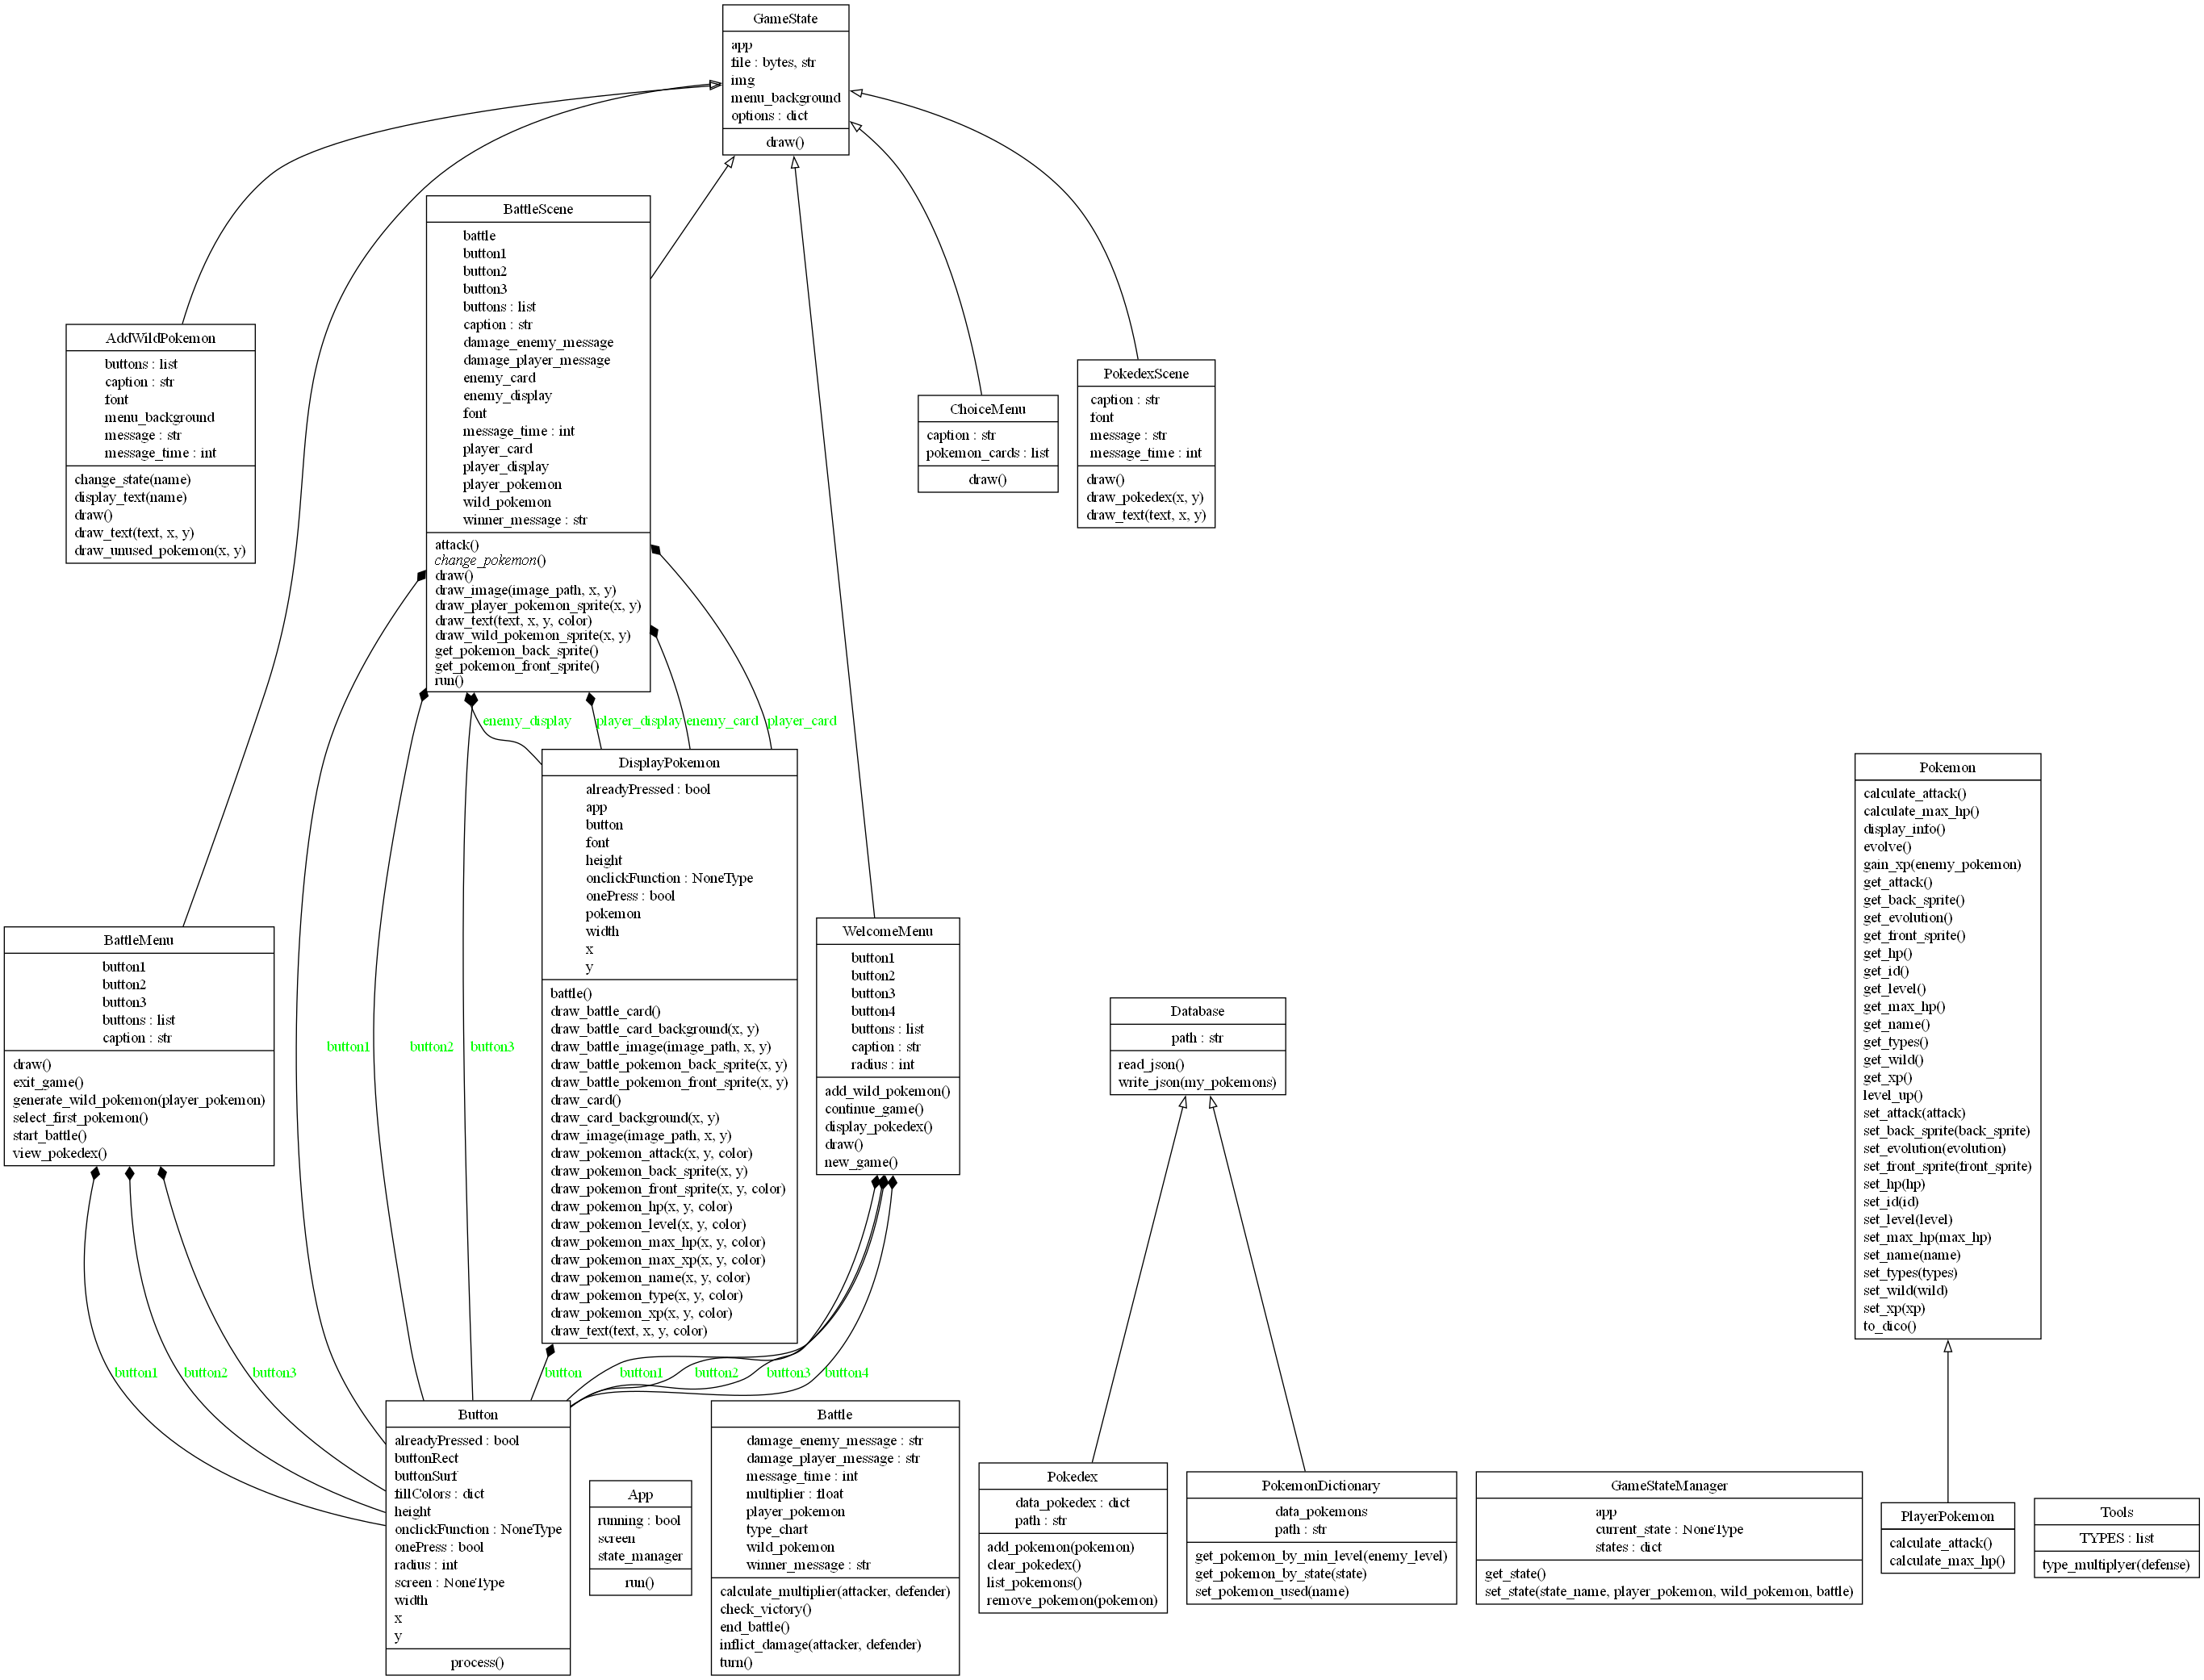 GameState
app
file : bytes, str
img
menu_background
options : dict
draw()
BattleScene
battle
button1
button2
button3
buttons : list
caption : str
damage_enemy_message
damage_player_message
enemy_card
enemy_display
font
message_time : int
player_card
player_display
player_pokemon
wild_pokemon
winner_message : str
attack()
change_pokemon()
draw()
draw_image(image_path, x, y)
draw_player_pokemon_sprite(x, y)
draw_text(text, x, y, color)
draw_wild_pokemon_sprite(x, y)
get_pokemon_back_sprite()
get_pokemon_front_sprite()
run()
AddWildPokemon
buttons : list
caption : str
font
menu_background
message : str
message_time : int
change_state(name)
display_text(name)
draw()
draw_text(text, x, y)
draw_unused_pokemon(x, y)
ChoiceMenu
caption : str
pokemon_cards : list
draw()
PokedexScene
caption : str
font
message : str
message_time : int
draw()
draw_pokedex(x, y)
draw_text(text, x, y)
enemy_display
player_display
enemy_card
player_card
DisplayPokemon
alreadyPressed : bool
app
button
font
height
onclickFunction : NoneType
onePress : bool
pokemon
width
x
y
battle()
draw_battle_card()
draw_battle_card_background(x, y)
draw_battle_image(image_path, x, y)
draw_battle_pokemon_back_sprite(x, y)
draw_battle_pokemon_front_sprite(x, y)
draw_card()
draw_card_background(x, y)
draw_image(image_path, x, y)
draw_pokemon_attack(x, y, color)
draw_pokemon_back_sprite(x, y)
draw_pokemon_front_sprite(x, y, color)
draw_pokemon_hp(x, y, color)
draw_pokemon_level(x, y, color)
draw_pokemon_max_hp(x, y, color)
draw_pokemon_max_xp(x, y, color)
draw_pokemon_name(x, y, color)
draw_pokemon_type(x, y, color)
draw_pokemon_xp(x, y, color)
draw_text(text, x, y, color)
BattleMenu
button1
button2
button3
buttons : list
caption : str
draw()
exit_game()
generate_wild_pokemon(player_pokemon)
select_first_pokemon()
start_battle()
view_pokedex()
button1
button2
button3
WelcomeMenu
button1
button2
button3
button4
buttons : list
caption : str
radius : int
add_wild_pokemon()
continue_game()
display_pokedex()
draw()
new_game()
Database
path : str
read_json()
write_json(my_pokemons)
Pokemon
calculate_attack()
calculate_max_hp()
display_info()
evolve()
gain_xp(enemy_pokemon)
get_attack()
get_back_sprite()
get_evolution()
get_front_sprite()
get_hp()
get_id()
get_level()
get_max_hp()
get_name()
get_types()
get_wild()
get_xp()
level_up()
set_attack(attack)
set_back_sprite(back_sprite)
set_evolution(evolution)
set_front_sprite(front_sprite)
set_hp(hp)
set_id(id)
set_level(level)
set_max_hp(max_hp)
set_name(name)
set_types(types)
set_wild(wild)
set_xp(xp)
to_dico()
button1
button2
button3
button
button1
button2
button3
button4
Button
alreadyPressed : bool
buttonRect
buttonSurf
fillColors : dict
height
onclickFunction : NoneType
onePress : bool
radius : int
screen : NoneType
width
x
y
process()
App
running : bool
screen
state_manager
run()
Battle
damage_enemy_message : str
damage_player_message : str
message_time : int
multiplier : float
player_pokemon
type_chart
wild_pokemon
winner_message : str
calculate_multiplier(attacker, defender)
check_victory()
end_battle()
inflict_damage(attacker, defender)
turn()
Pokedex
data_pokedex : dict
path : str
add_pokemon(pokemon)
clear_pokedex()
list_pokemons()
remove_pokemon(pokemon)
PokemonDictionary
data_pokemons
path : str
get_pokemon_by_min_level(enemy_level)
get_pokemon_by_state(state)
set_pokemon_used(name)
GameStateManager
app
current_state : NoneType
states : dict
get_state()
set_state(state_name, player_pokemon, wild_pokemon, battle)
PlayerPokemon
calculate_attack()
calculate_max_hp()
Tools
TYPES : list
type_multiplyer(defense)